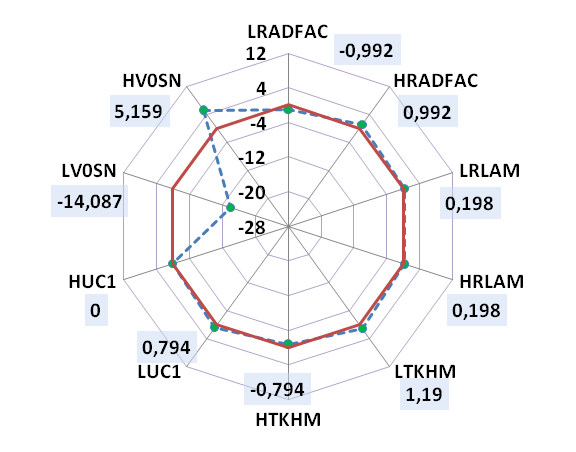 LRADFAC
12
-0,992
HV0SN
4
HRADFAC
5,159
0,992
-4
LV0SN
-12
LRLAM
-14,087
-20
0,198
-28
HUC1
HRLAM
0
0,198
0,794
LUC1
-0,794
LTKHM
HTKHM
1,19